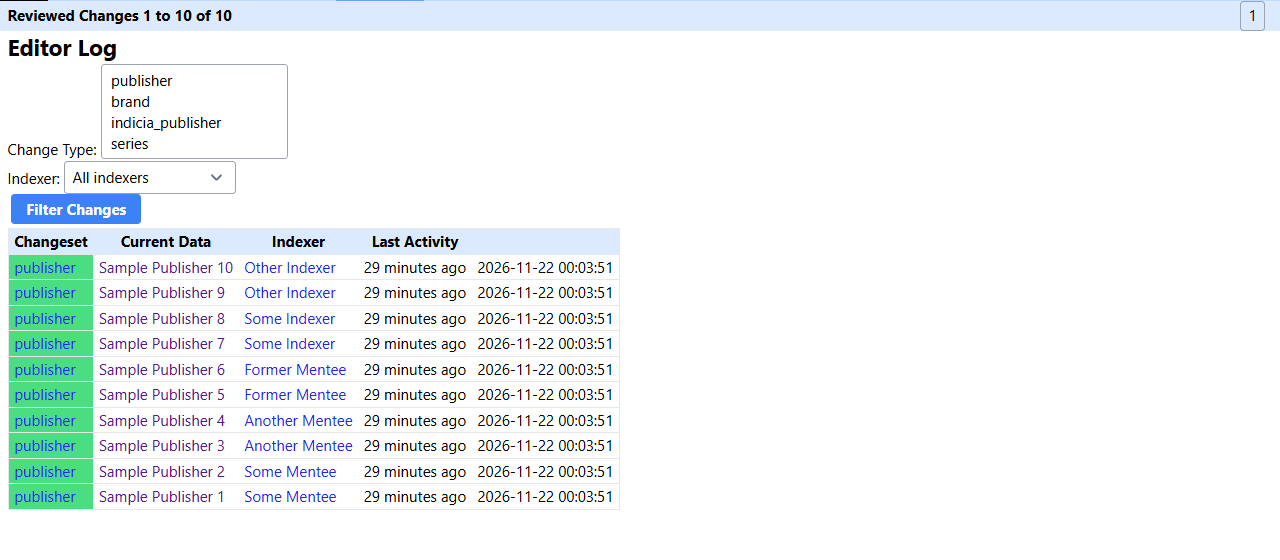 Reviewed Changes 1 to 10 of 10 1
Editor Log
publisher
brand
indicia_publisher
series
Change Type:
Indexer: All indexers
Filter Changes
Changeset Current Data Indexer Last Activity
publisher Sample Publisher 10 Other Indexer 29 minutes ago 2026-11-22 00:03:51
publisher Sample Publisher 9 Other Indexer 29 minutes ago 2026-11-22 00:03:51
publisher Sample Publisher 8 Some Indexer 29 minutes ago 2026-11-22 00:03:51
publisher Sample Publisher 7 Some Indexer 29 minutes ago 2026-11-22 00:03:51
publisher Sample Publisher 6 Former Mentee 29 minutes ago 2026-11-22 00:03:51
publisher Sample Publisher 5 Former Mentee 29 minutes ago 2026-11-22 00:03:51
publisher Sample Publisher 4 Another Mentee 29 minutes ago 2026-11-22 00:03:51
publisher Sample Publisher 3 Another Mentee 29 minutes ago 2026-11-22 00:03:51
publisher Sample Publisher 2 Some Mentee 29 minutes ago 2026-11-22 00:03:51
publisher Sample Publisher 1 Some Mentee 29 minutes ago 2026-11-22 00:03:51